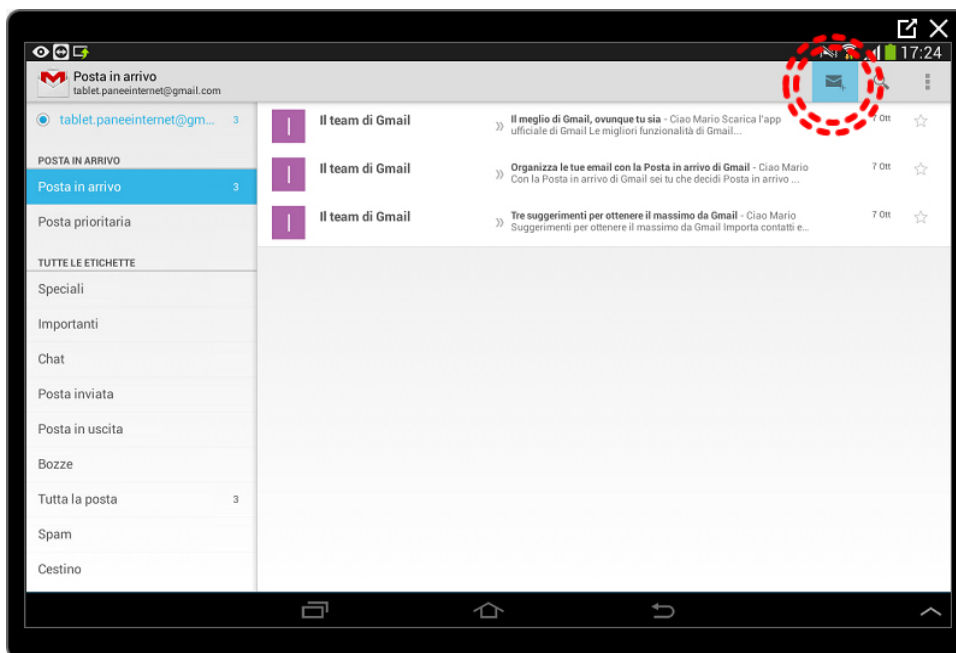 17:24
Posta in arrivo
tablet.paneeinternet@gmail.com
tablet.paneeinternet@gm... 3
POSTA IN ARRIVO
Posta in arrivo 3
Posta prioritaria
TUTTE LE ETICHETTE
Speciali
Importanti
Chat
Posta inviata
Posta in uscita
Bozze
Tutta la posta 3
Spam
Cestino
I Il team di Gmail » Il meglio di Gmail, ovunque tu sia - Ciao Mario Scarica l'app 7 Ott
ufficiale di Gmail Le migliori funzionalità di Gmail...
I Il team di Gmail » Organizza le tue email con la Posta in arrivo di Gmail - Ciao Mario 7 Ott
Con la Posta in arrivo di Gmail sei tu che decidi Posta in arrivo ...
I Il team di Gmail » Tre suggerimenti per ottenere il massimo da Gmail - Ciao Mario 7 Ott
Suggerimenti per ottenere il massimo da Gmail Importa contatti e...